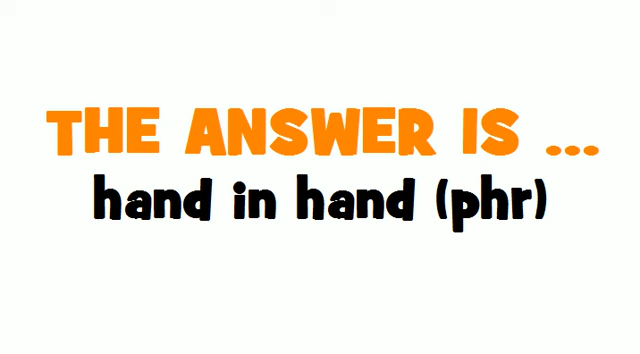 THE ANSWER IS ...
hand in hand (phr)